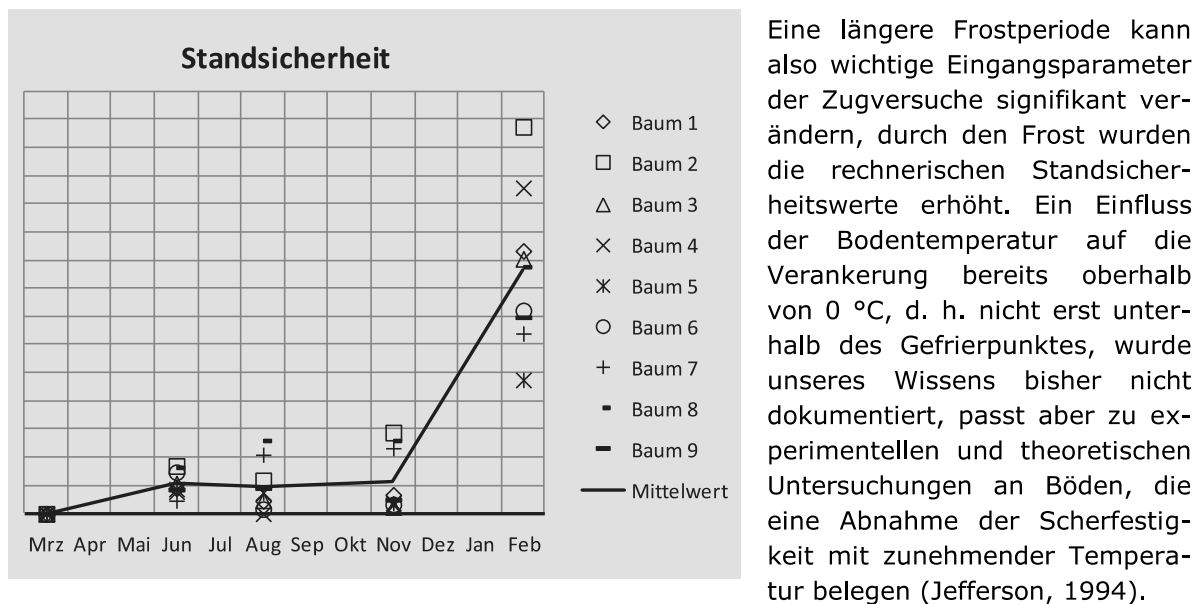 Standsicherheit
Baum 1
Baum 2
Baum 3
Baum 4
Baum 5
Baum 6
Baum 7
Baum 8
Baum 9
Mittelwert
Mrz Apr Mai Jun Jul Aug Sep Okt Nov Dez Jan Feb
Eine längere Frostperiode kann
also wichtige Eingangsparameter
der Zugversuche signifikant ver-
ändern, durch den Frost wurden
die rechnerischen Standsicher-
heitswerte erhöht. Ein Einfluss
der Bodentemperatur auf die
Verankerung bereits oberhalb
von 0 °C, d. h. nicht erst unter-
halb des Gefrierpunktes, wurde
unseres Wissens bisher nicht
dokumentiert, passt aber zu ex-
perimentellen und theoretischen
Untersuchungen an Böden, die
eine Abnahme der Scherfestig-
keit mit zunehmender Tempera-
tur belegen (Jefferson, 1994).